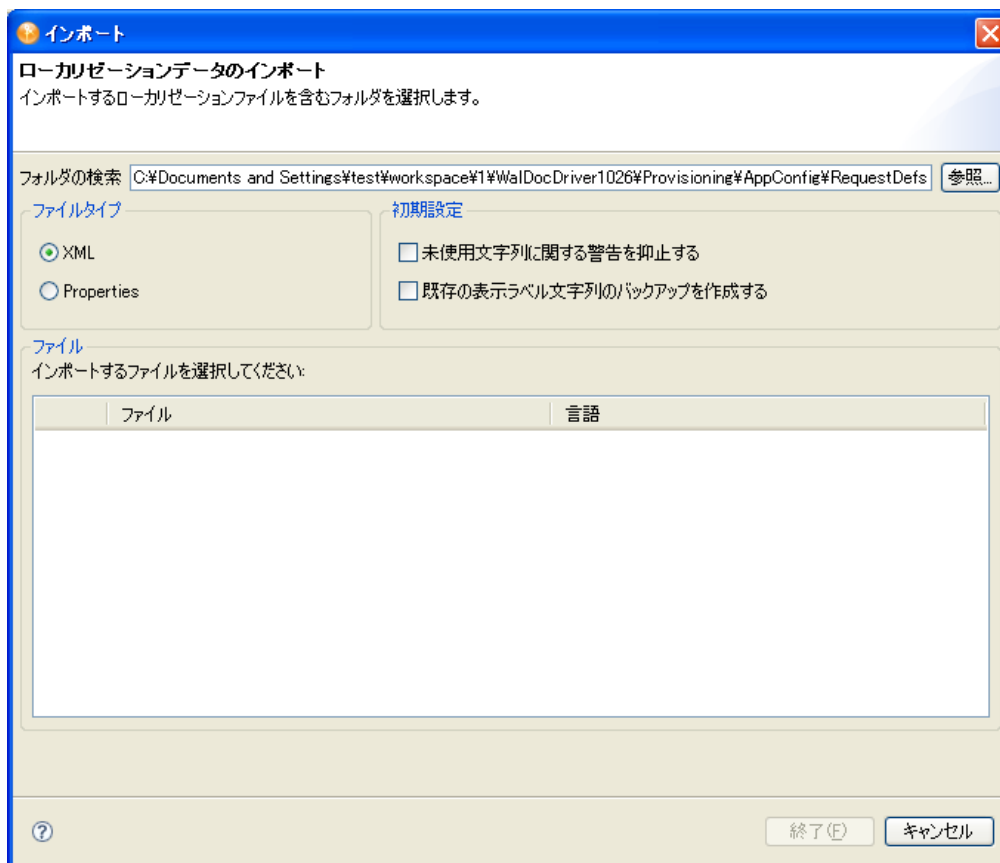 インポート
ローカリゼーションデータのインポート
インポートするローカリゼーションファイルを含むフォルダを選択します。
フォルダの検索 C:¥Documents and Settings¥test¥workspace¥1¥WalDocDriver1026¥Provisioning¥AppConfig¥RequestDefs 参照...
ファイルタイプ 初期設定
XML 未使用文字列に関する警告を抑止する
Properties 既存の表示ラベル文字列のバックアップを作成する
ファイル
インポートするファイルを選択してください:
ファイル 言語
終了(F) キャンセル